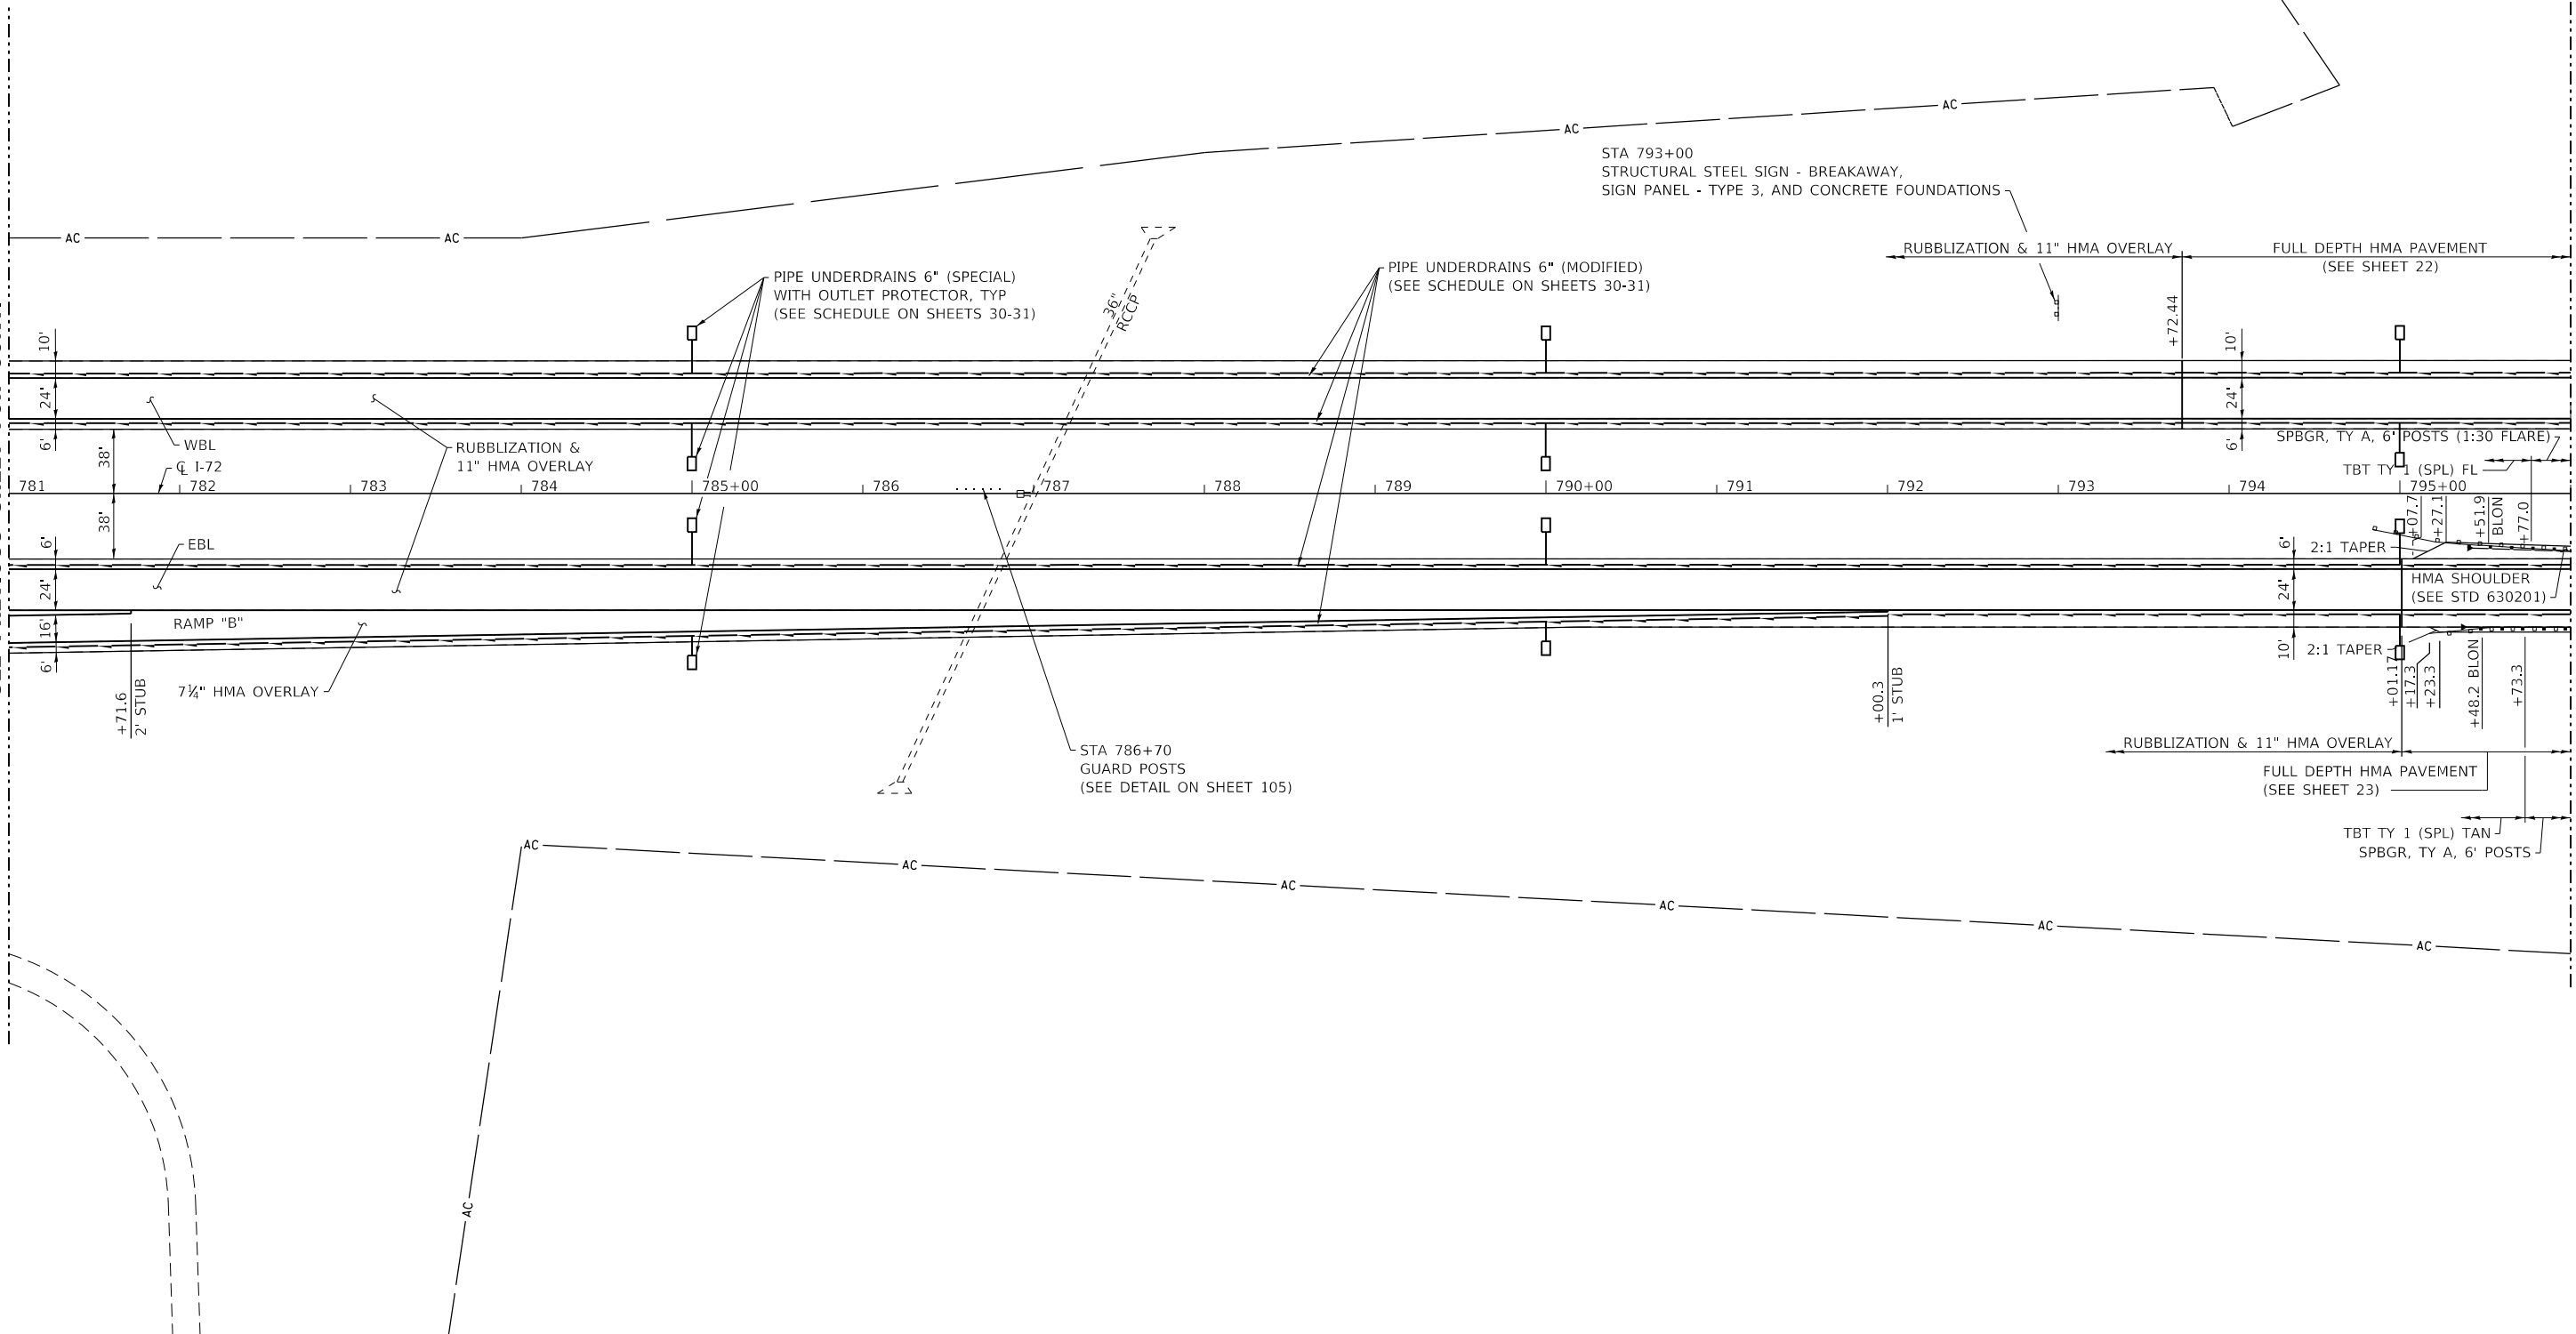 AC
AC
STA 793+00
STRUCTURAL STEEL SIGN - BREAKAWAY,
SIGN PANEL - TYPE 3, AND CONCRETE FOUNDATIONS
AC
AC
RUBBLIZATION & 11" HMA OVERLAY
FULL DEPTH HMA PAVEMENT
(SEE SHEET 22)
PIPE UNDERDRAINS 6" (SPECIAL)
WITH OUTLET PROTECTOR, TYP
(SEE SCHEDULE ON SHEETS 30-31)
36"
RCCP
PIPE UNDERDRAINS 6" (MODIFIED)
(SEE SCHEDULE ON SHEETS 30-31)
+72.44
10'
24'
6'
38'
10'
24'
6'
WBL
℄ I-72
RUBBLIZATION &
11" HMA OVERLAY
SPBGR, TY A, 6' POSTS (1:30 FLARE)
TBT TY 1 (SPL) FL
781
782
783
784
785+00
786
787
788
789
790+00
791
792
793
794
795+00
38'
6'
24'
16'
6'
EBL
+07.7
+27.1
+51.9
BLON
+77.0
2:1 TAPER
6'
24'
10'
HMA SHOULDER
(SEE STD 630201)
RAMP "B"
7¼" HMA OVERLAY
+71.6
2' STUB
+00.3
1' STUB
2:1 TAPER
+01.17
+17.3
+23.3
+48.2 BLON
+73.3
STA 786+70
GUARD POSTS
(SEE DETAIL ON SHEET 105)
RUBBLIZATION & 11" HMA OVERLAY
FULL DEPTH HMA PAVEMENT
(SEE SHEET 23)
TBT TY 1 (SPL) TAN
SPBGR, TY A, 6' POSTS
AC
AC
AC
AC
AC
AC
AC